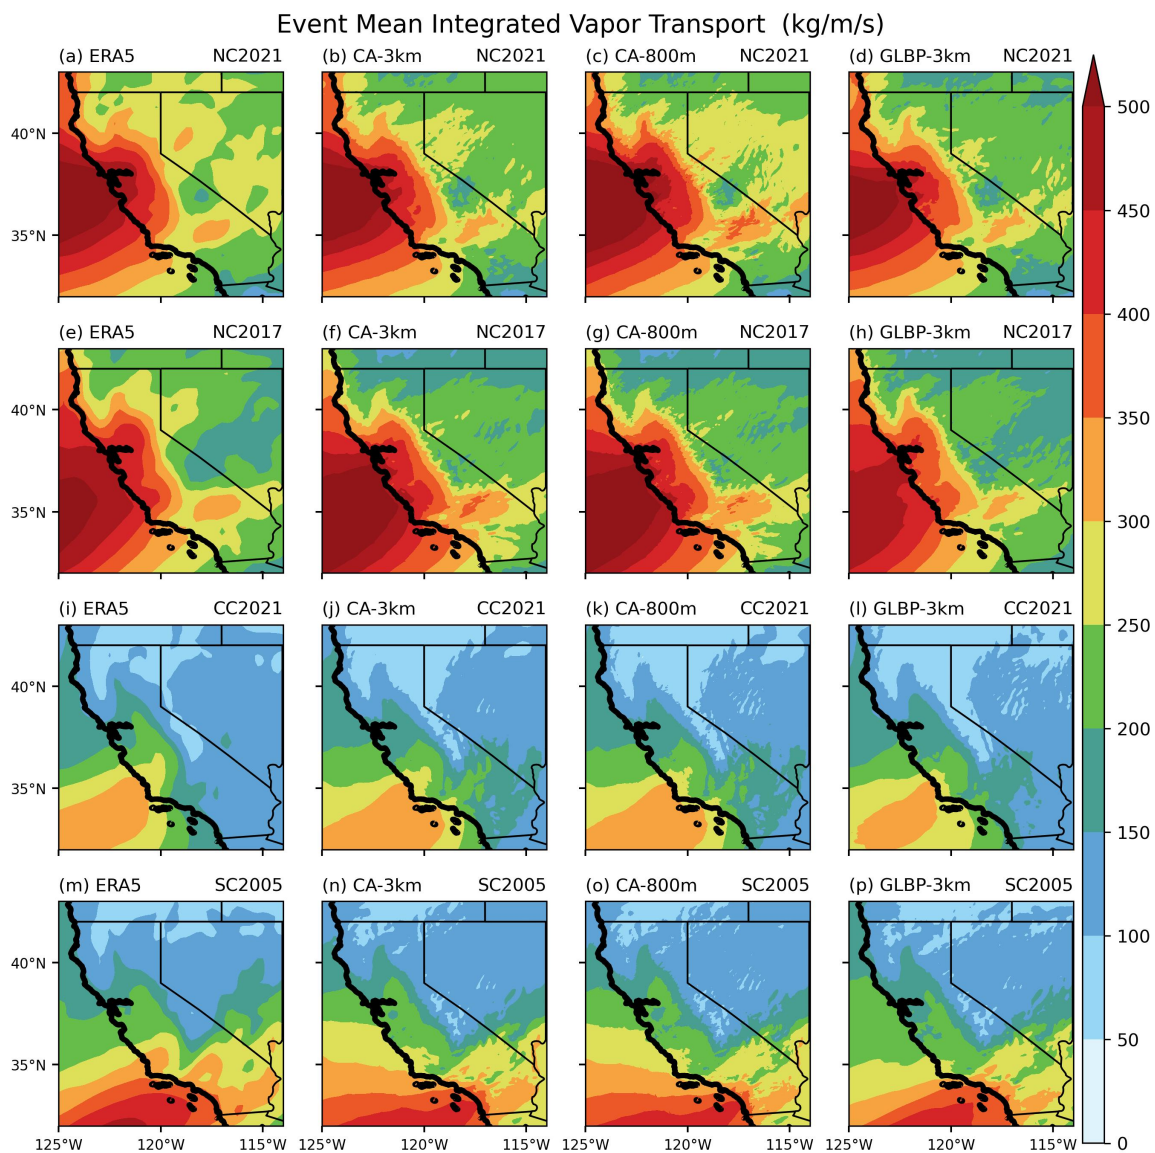 Event Mean Integrated Vapor Transport (kg/m/s)
(a) ERA5 NC2021 (b) CA-3km NC2021 (c) CA-800m NC2021 (d) GLBP-3km NC2021
40°N
35°N
(e) ERA5 NC2017 (f) CA-3km NC2017 (g) CA-800m NC2017 (h) GLBP-3km NC2017
40°N
35°N
(i) ERA5 CC2021 (j) CA-3km CC2021 (k) CA-800m CC2021 (l) GLBP-3km CC2021
40°N
35°N
(m) ERA5 SC2005 (n) CA-3km SC2005 (o) CA-800m SC2005 (p) GLBP-3km SC2005
40°N
35°N
125°W 120°W 115°W 125°W 120°W 115°W 125°W 120°W 115°W 125°W 120°W 115°W
500
450
400
350
300
250
200
150
100
50
0